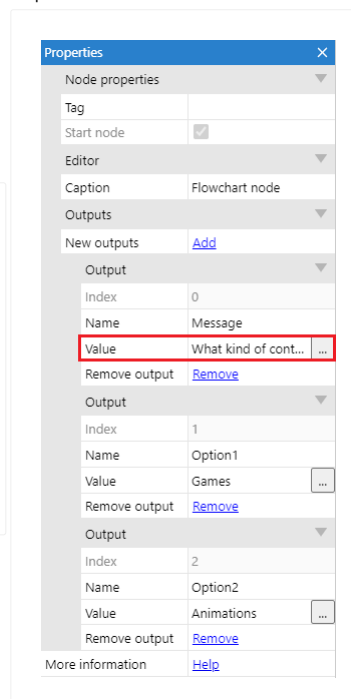 Properties
Node properties
Tag
Start node
Editor
Caption Flowchart node
Outputs
New outputs Add
Output
Index 0
Name Message
Value What kind of cont... ...
Remove output Remove
Output
Index 1
Name Option1
Value Games ...
Remove output Remove
Output
Index 2
Name Option2
Value Animations ...
Remove output Remove
More information Help